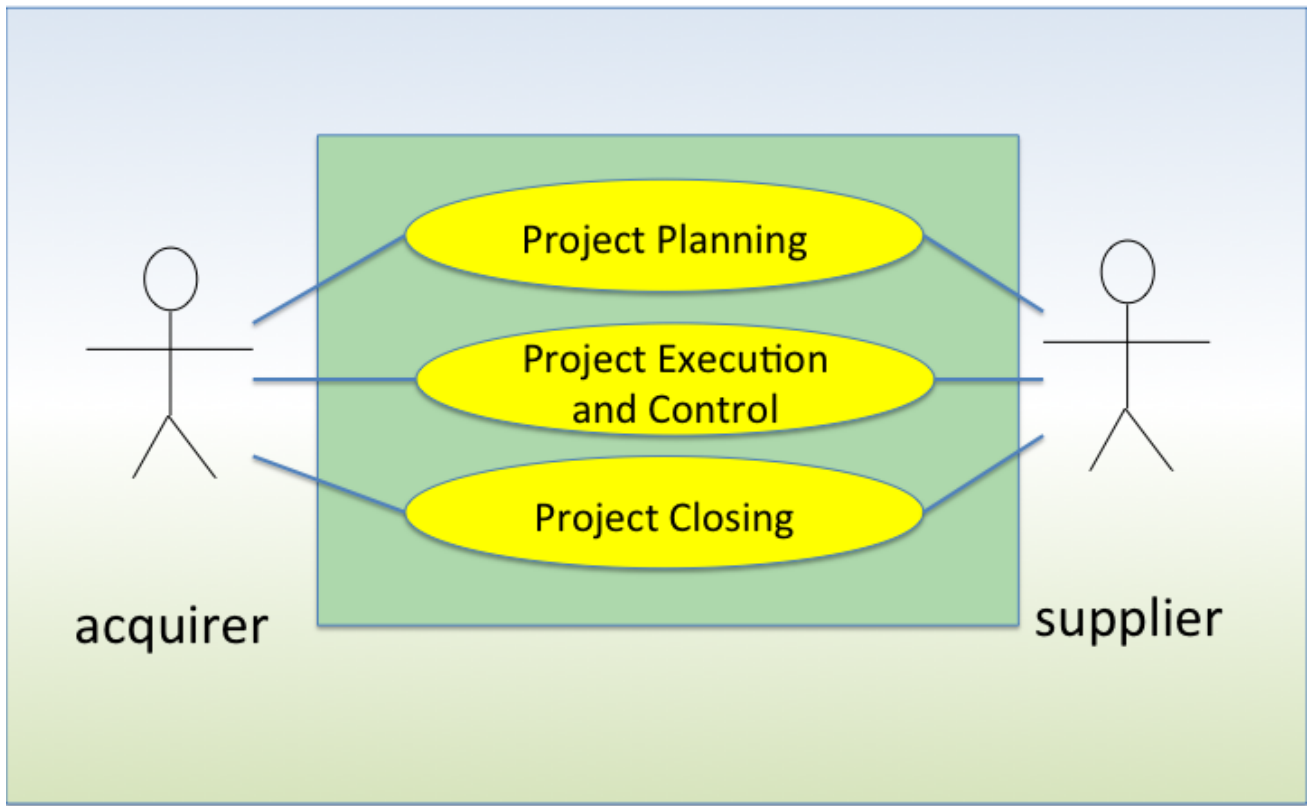 Project Planning
Project Execution
and Control
Project Closing
acquirer
supplier